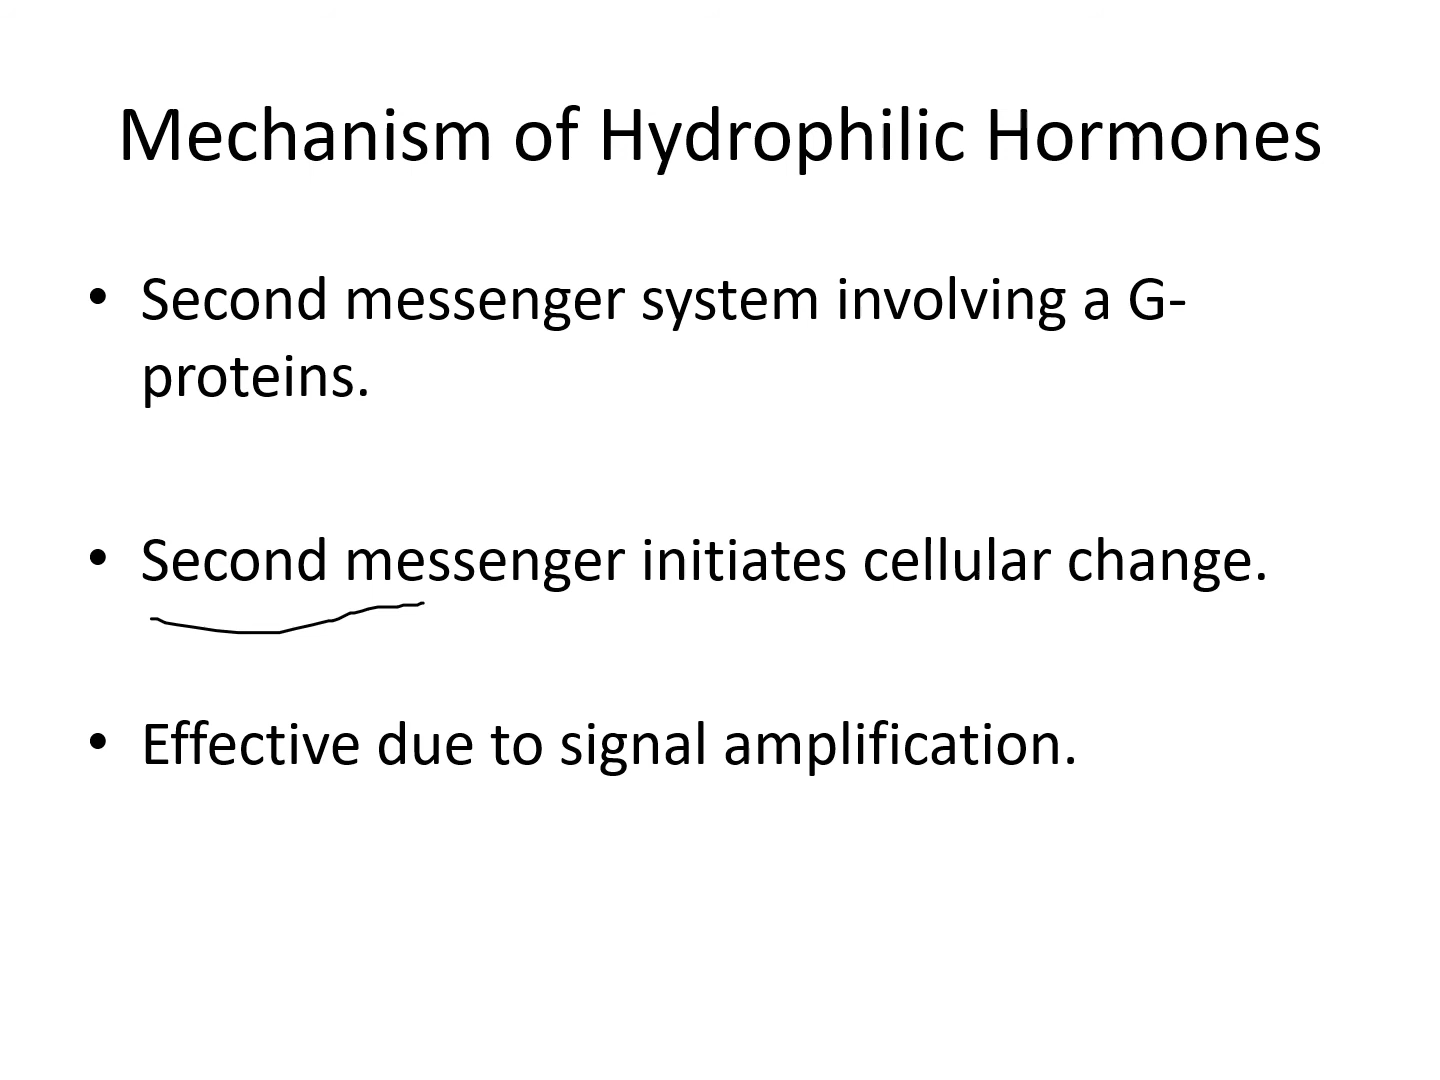 Mechanism of Hydrophilic Hormones
• Second messenger system involving a G-
proteins.
• Second messenger initiates cellular change.
• Effective due to signal amplification.